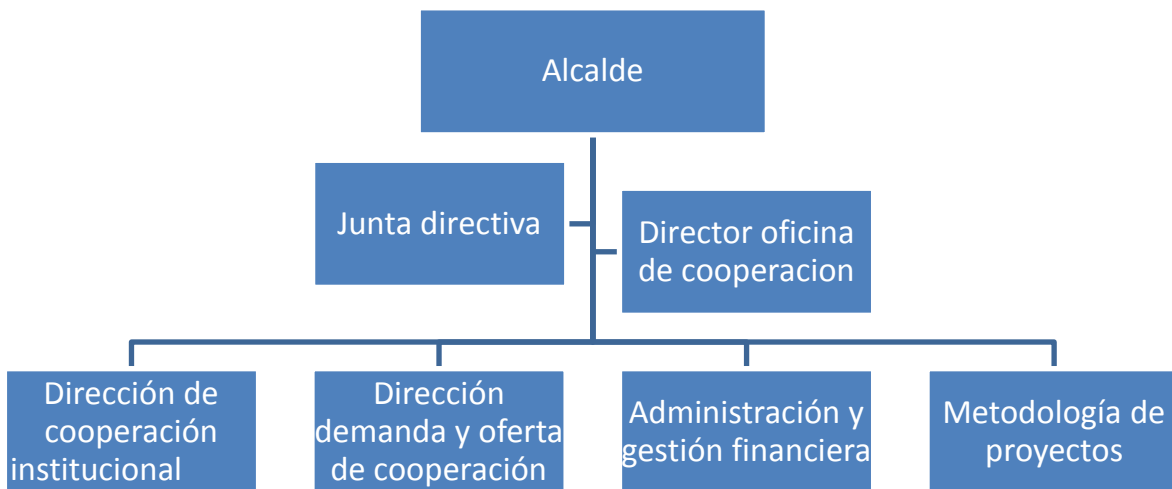 Alcalde
Junta directiva
Director oficina
de cooperacion
Dirección de
cooperación
institucional
Dirección
demanda y oferta
de cooperación
Administración y
gestión financiera
Metodología de
proyectos